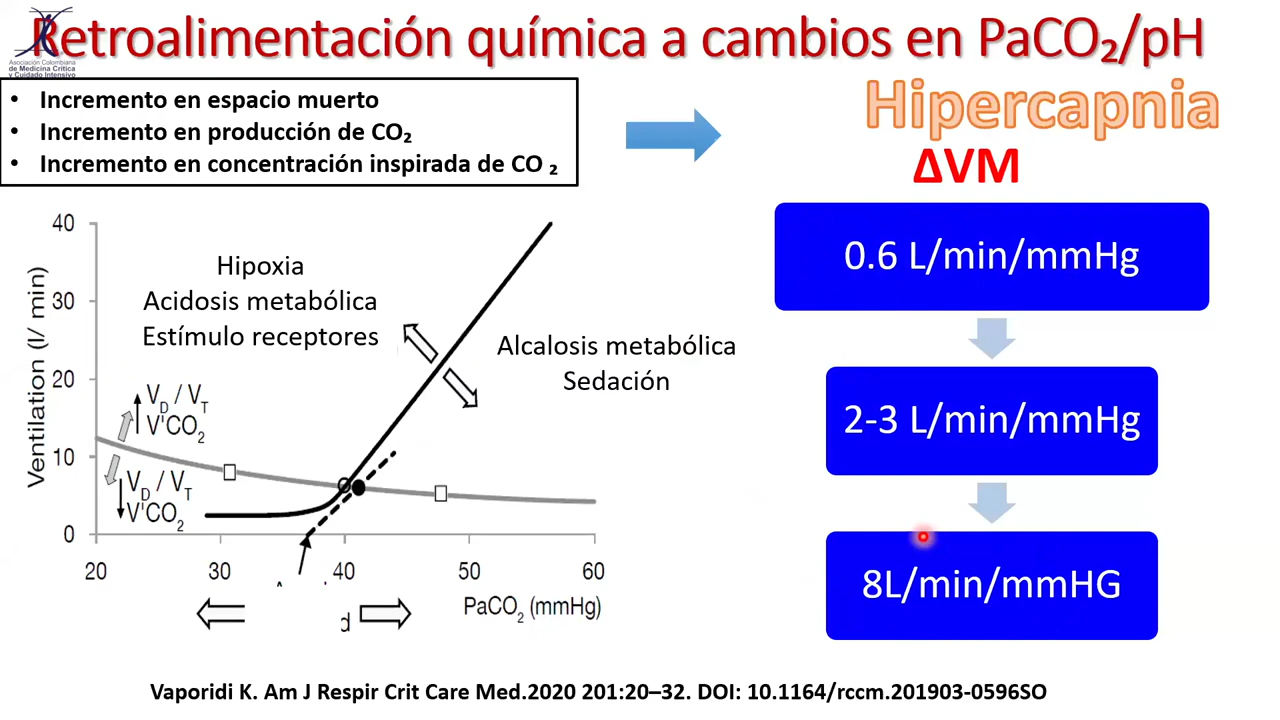 Retroalimentación química a cambios en PaCO₂/pH
Asociación Colombiana
de Medicina Crítica
y Cuidado Intensivo
• Incremento en espacio muerto
• Incremento en producción de CO₂
• Incremento en concentración inspirada de CO ₂
Hipercapnia
ΔVM
0.6 L/min/mmHg
2-3 L/min/mmHg
8L/min/mmHG
Ventilation (l/ min)
40
30
20
10
0
Hipoxia
Acidosis metabólica
Estímulo receptores
Alcalosis metabólica
Sedación
V_D / V_T
V'CO₂
V_D / V_T
V'CO₂
20
30
40
50
60
d
PaCO₂ (mmHg)
Vaporidi K. Am J Respir Crit Care Med.2020 201:20–32. DOI: 10.1164/rccm.201903-0596SO